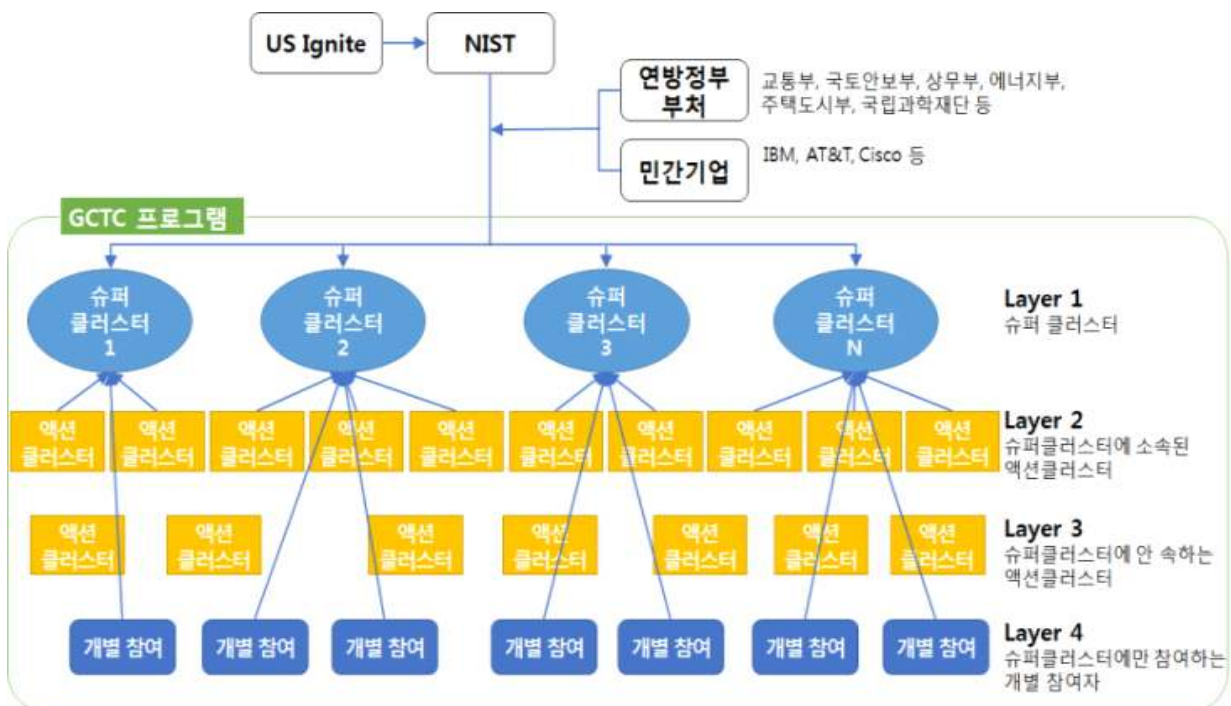 US Ignite
NIST
연방정부
부처
교통부, 국토안보부, 상무부, 에너지부,
주택도시부, 국립과학재단 등
민간기업
IBM, AT&T, Cisco 등
GCTC 프로그램
슈퍼
클러스터
1
슈퍼
클러스터
2
슈퍼
클러스터
3
슈퍼
클러스터
N
Layer 1
슈퍼 클러스터
액션
클러스터
액션
클러스터
액션
클러스터
액션
클러스터
액션
클러스터
액션
클러스터
액션
클러스터
액션
클러스터
액션
클러스터
액션
클러스터
Layer 2
슈퍼클러스터에 소속된
액션클러스터
액션
클러스터
액션
클러스터
액션
클러스터
액션
클러스터
액션
클러스터
액션
클러스터
액션
클러스터
Layer 3
슈퍼클러스터에 안 속하는
액션클러스터
개별 참여
개별 참여
개별 참여
개별 참여
개별 참여
개별 참여
개별 참여
Layer 4
슈퍼클러스터에만 참여하는
개별 참여자